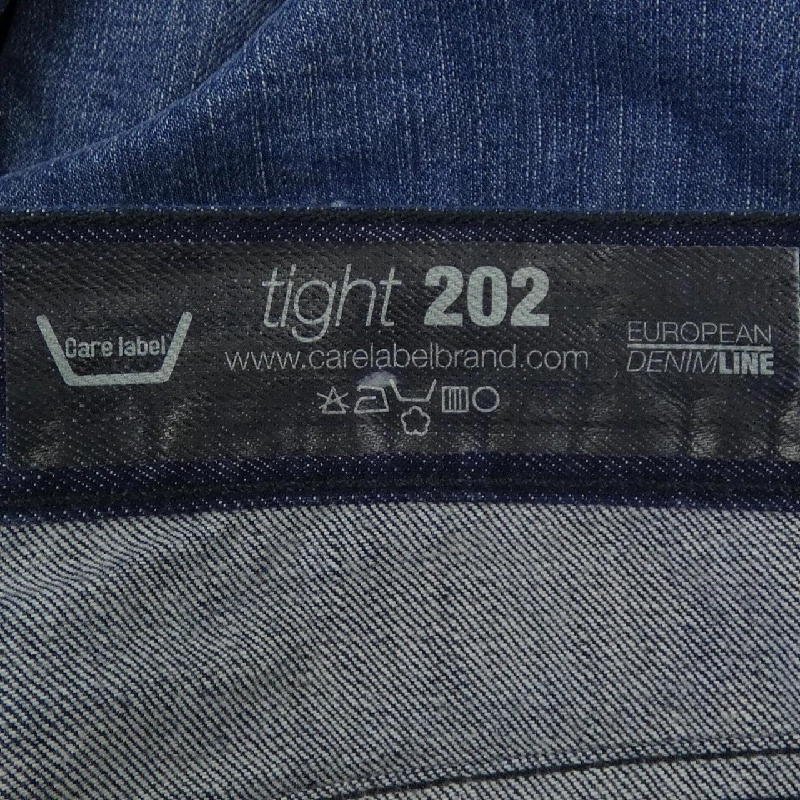 Care label
tight 202
www.carelabelbrand.com
EUROPEAN
DENIMLINE